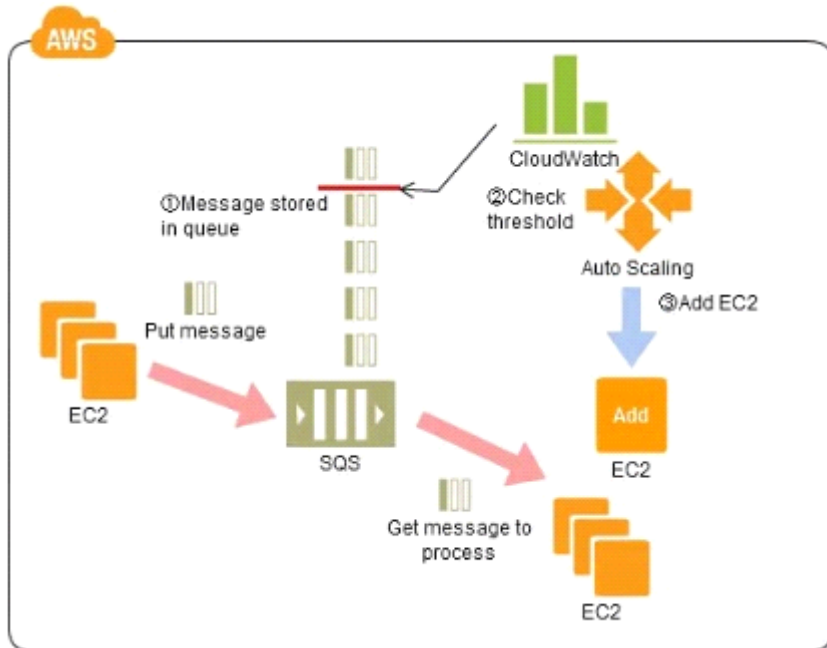 AWS
CloudWatch
①Message stored
in queue
②Check
threshold
Auto Scaling
③Add EC2
Put message
EC2
SQS
Add
EC2
Get message to
process
EC2